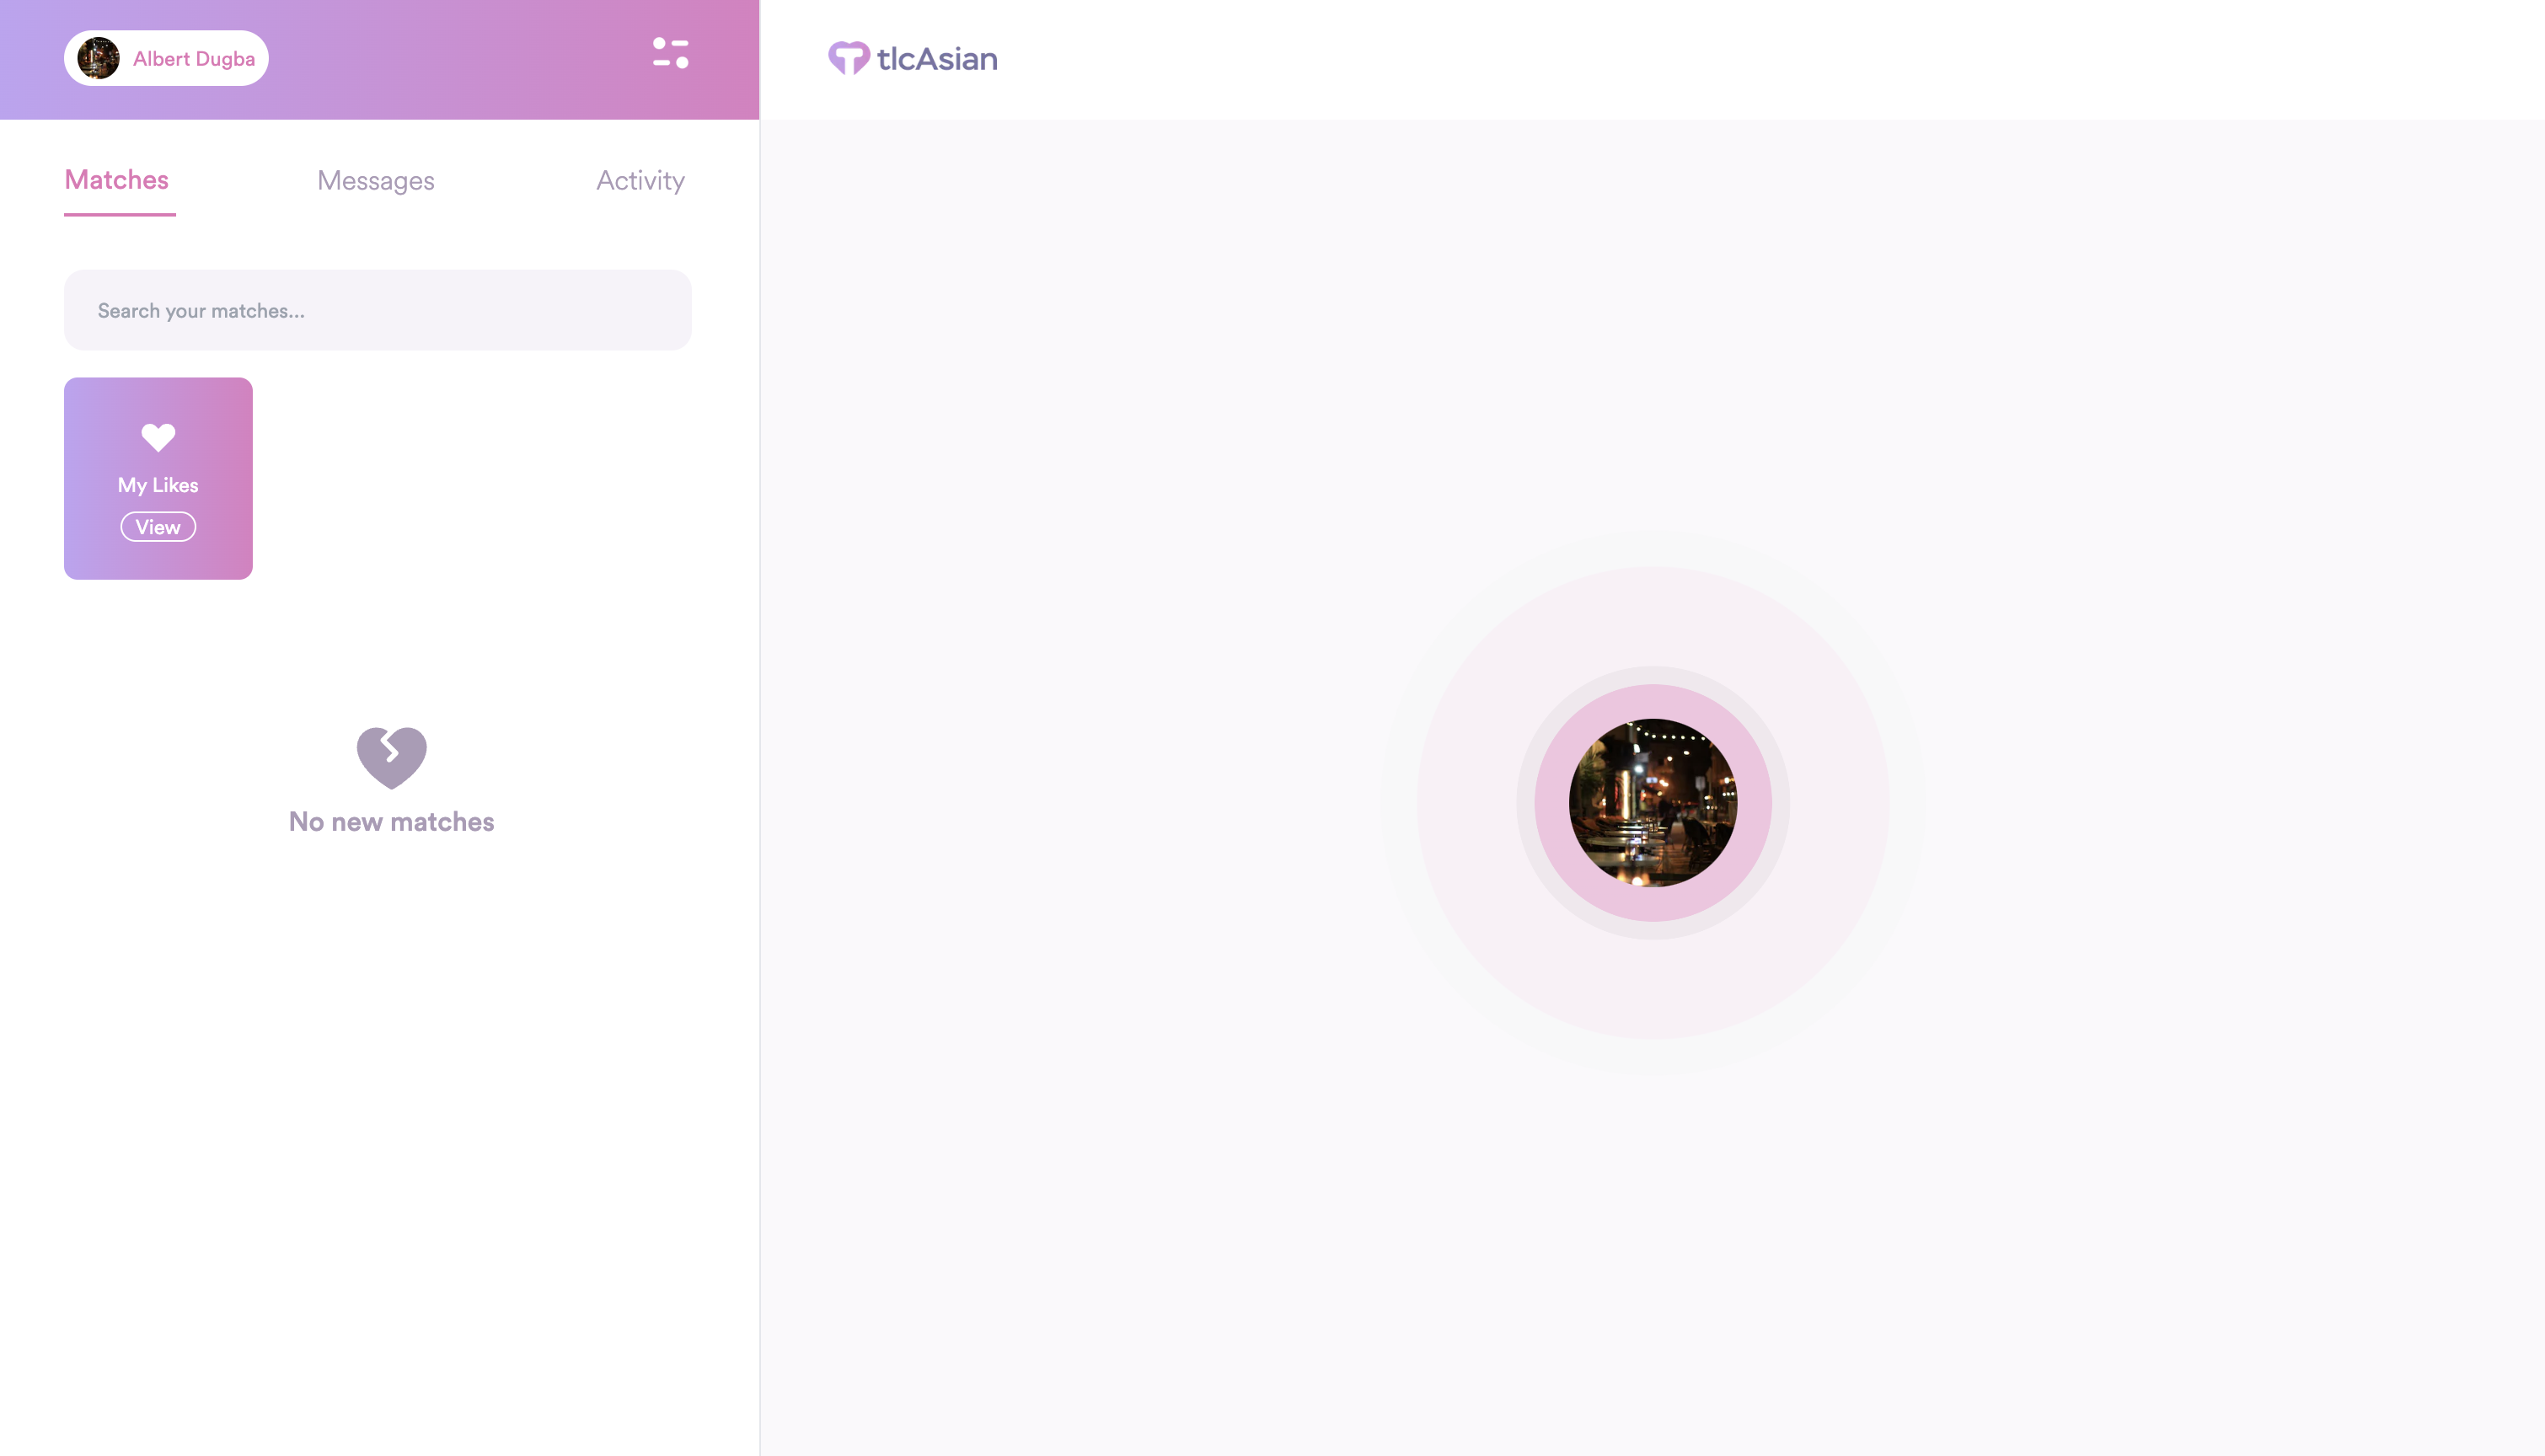 Albert Dugba
tlcAsian
Matches
Messages
Activity
Search your matches...
My Likes
View
No new matches